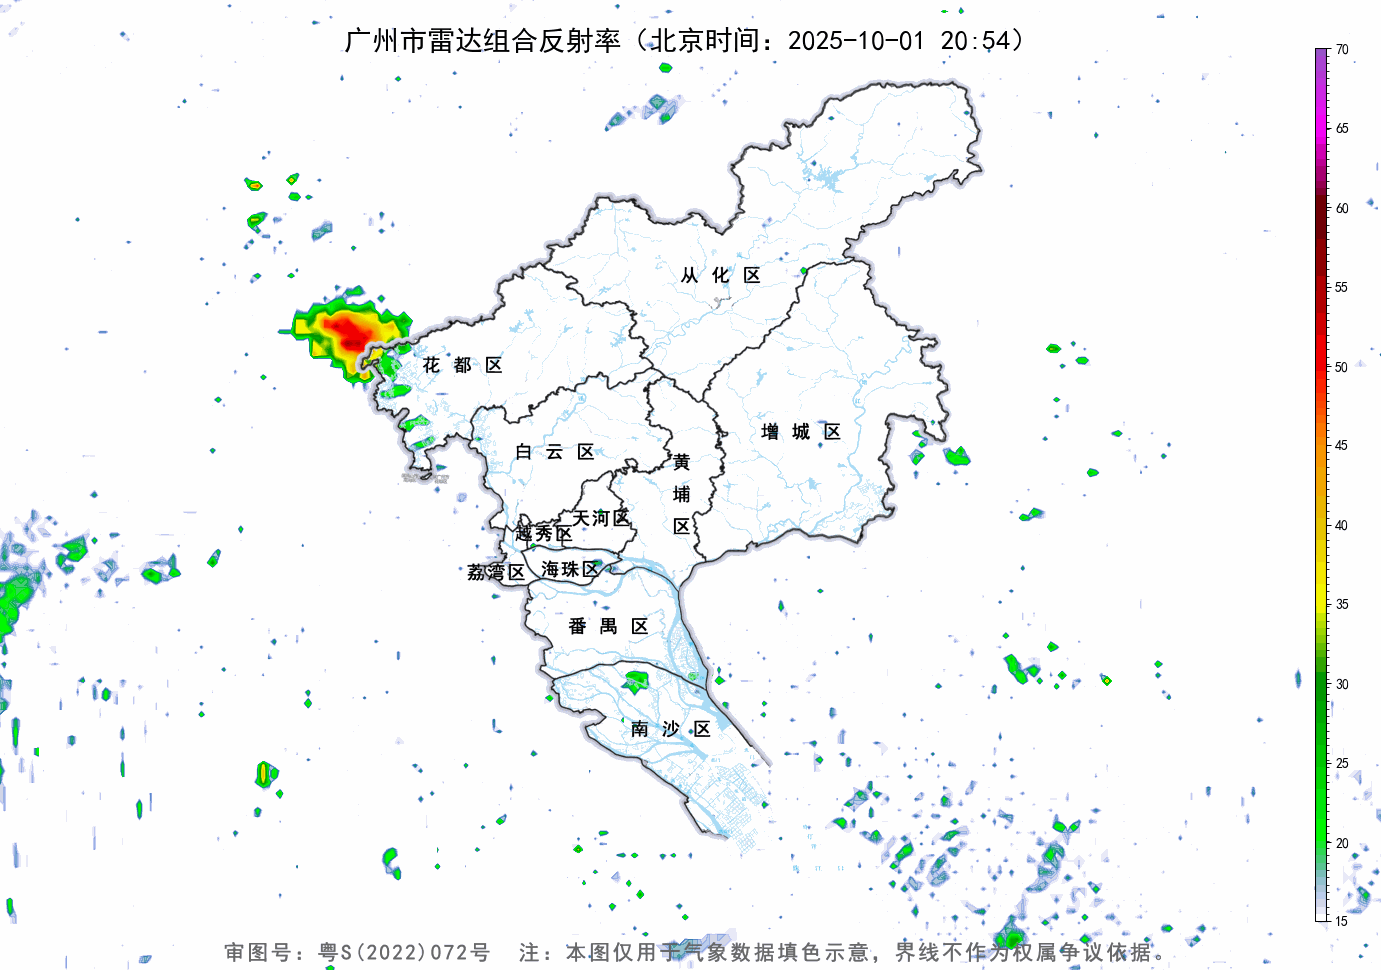 广州市雷达组合反射率（北京时间：2025-10-01 20:54）
70
65
60
55
50
45
40
35
30
25
20
15
从化区
花都区
增城区
白云区
黄埔区
天河区
越秀区
海珠区
荔湾区
番禺区
南沙区
审图号：粤S(2022)072号 注：本图仅用于气象数据填色示意，界线不作为权属争议依据。